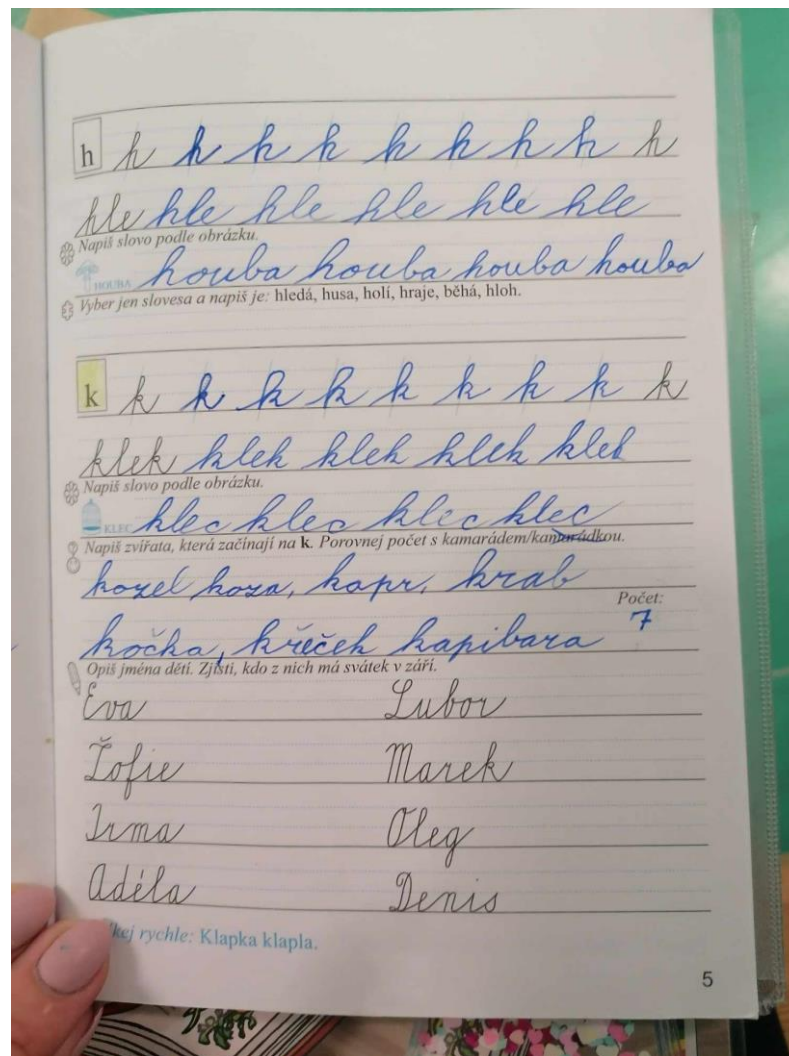 h h h h h h h h h h
hle hle hle hle hle hle
Napiš slovo podle obrázku.
HOUBA houba houba houba houba
Vyber jen slovesa a napiš je: hledá, husa, holí, hraje, běhá, hloh.
k k k k k k k k k k
klek klek klek klek klek
Napiš slovo podle obrázku.
KLEC klec klec klec klec
Napiš zvířata, která začínají na k. Porovnej počet s kamarádem/kamarádkou.
kozel koza, kapr, krab
Počet:
7
kočka, křeček kapibara
Opiš jména dětí. Zjisti, kdo z nich má svátek v září.
Eva Lubor
Žofie Marek
Irma Oleg
Adéla Denis
rychle: Klapka klapla.
5